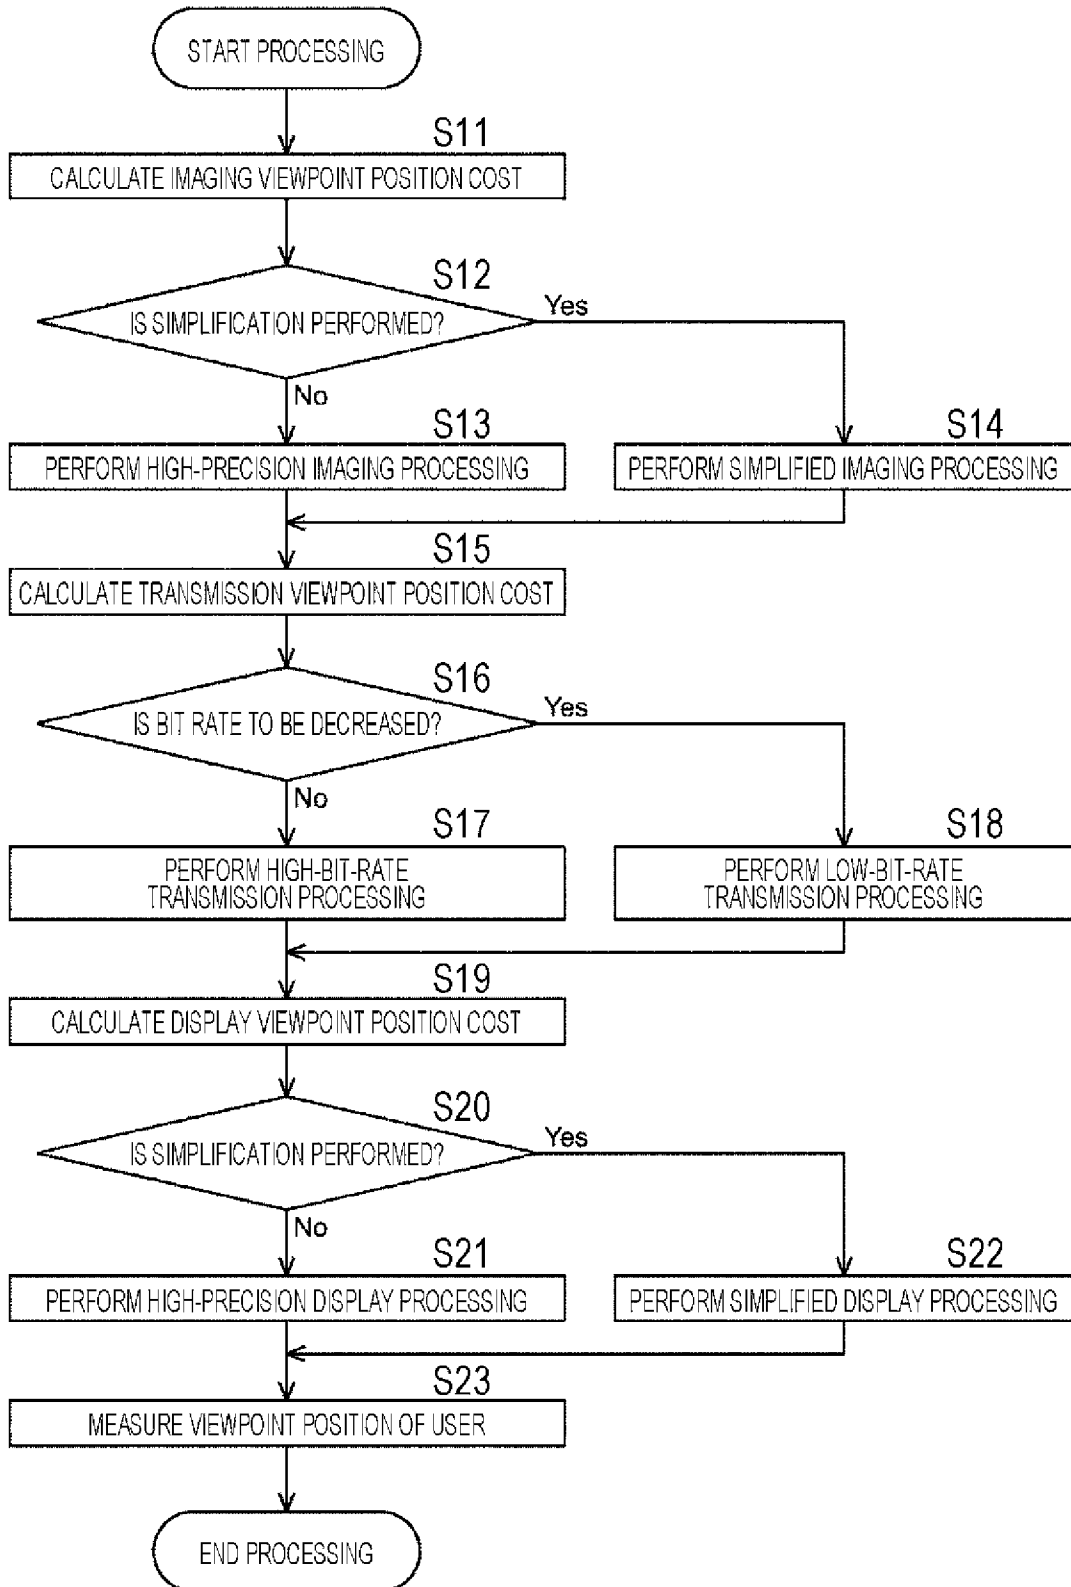 START PROCESSING
S11
CALCULATE IMAGING VIEWPOINT POSITION COST
S12
IS SIMPLIFICATION PERFORMED?
Yes
No
S13
PERFORM HIGH-PRECISION IMAGING PROCESSING
S14
PERFORM SIMPLIFIED IMAGING PROCESSING
S15
CALCULATE TRANSMISSION VIEWPOINT POSITION COST
S16
IS BIT RATE TO BE DECREASED?
Yes
No
S17
PERFORM HIGH-BIT-RATE
TRANSMISSION PROCESSING
S18
PERFORM LOW-BIT-RATE
TRANSMISSION PROCESSING
S19
CALCULATE DISPLAY VIEWPOINT POSITION COST
S20
IS SIMPLIFICATION PERFORMED?
Yes
No
S21
PERFORM HIGH-PRECISION DISPLAY PROCESSING
S22
PERFORM SIMPLIFIED DISPLAY PROCESSING
S23
MEASURE VIEWPOINT POSITION OF USER
END PROCESSING